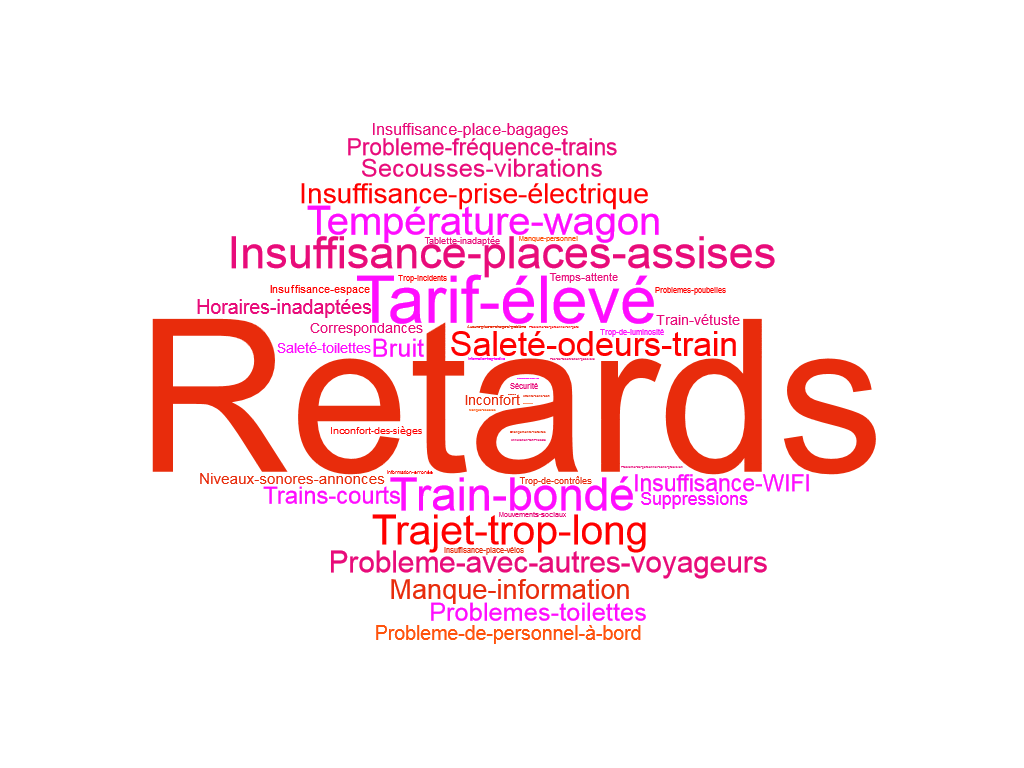 Insuffisance-place-bagages
Probleme-fréquence-trains
Secousses-vibrations
Insuffisance-prise-électrique
Température-wagon
Tablette-inadaptée
Manque-personnel
Insuffisance-places-assises
Trop-incidents
Temps-attente
Insuffisance-espace
Tarif-élevé
Problemes-poubelles
Horaires-inadaptées
Train-vétuste
Correspondances
Trop-de-luminosité
Saleté-toilettes
Bruit
Saleté-odeurs-train
Sécurité
Inconfort
Retards
Inconfort-des-sièges
Information-erronée
Niveaux-sonores-annonces
Trop-de-contrôles
Insuffisance-WIFI
Trains-courts
Train-bondé
Suppressions
Mouvements-sociaux
Trajet-trop-long
Insuffisance-place-vélos
Probleme-avec-autres-voyageurs
Manque-information
Problemes-toilettes
Probleme-de-personnel-à-bord